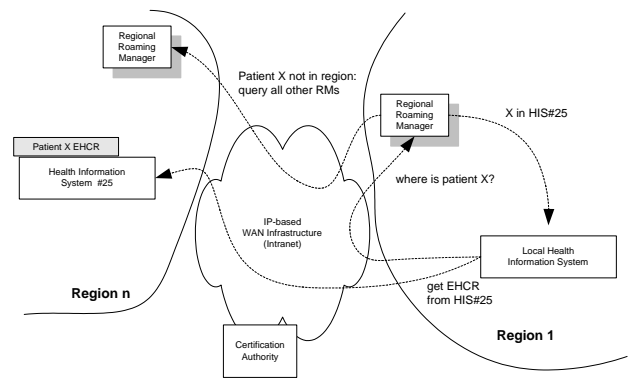 Regional
Roaming
Manager
Patient X not in region:
query all other RMs
Regional
Roaming
Manager
X in HIS#25
Patient X EHCR
Health Information
System #25
where is patient X?
IP-based
WAN Infrastructure
(Intranet)
Local Health
Information System
get EHCR
from HIS#25
Region n
Region 1
Certification
Authority